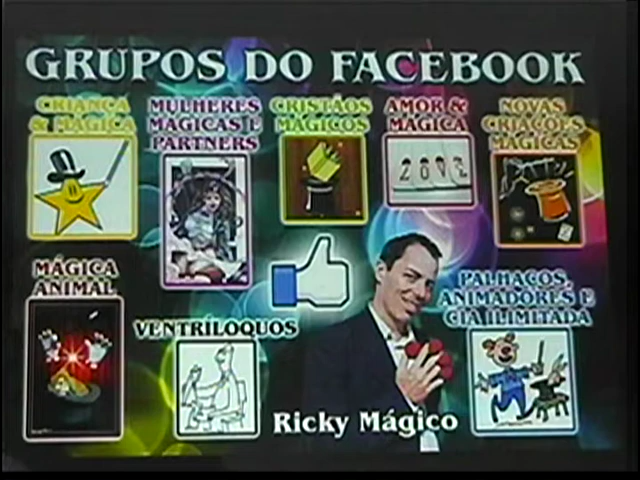 GRUPOS DO FACEBOOK
CRIANÇA
& MÁGICA
MULHERES
MÁGICAS E
PARTNERS
CRISTÃOS
MÁGICOS
AMOR &
MÁGICA
NOVAS
CRIAÇÕES
MÁGICAS
MÁGICA
ANIMAL
VENTRÍLOQUOS
PALHAÇOS,
ANIMADORES E
CIA ILIMITADA
Ricky Mágico